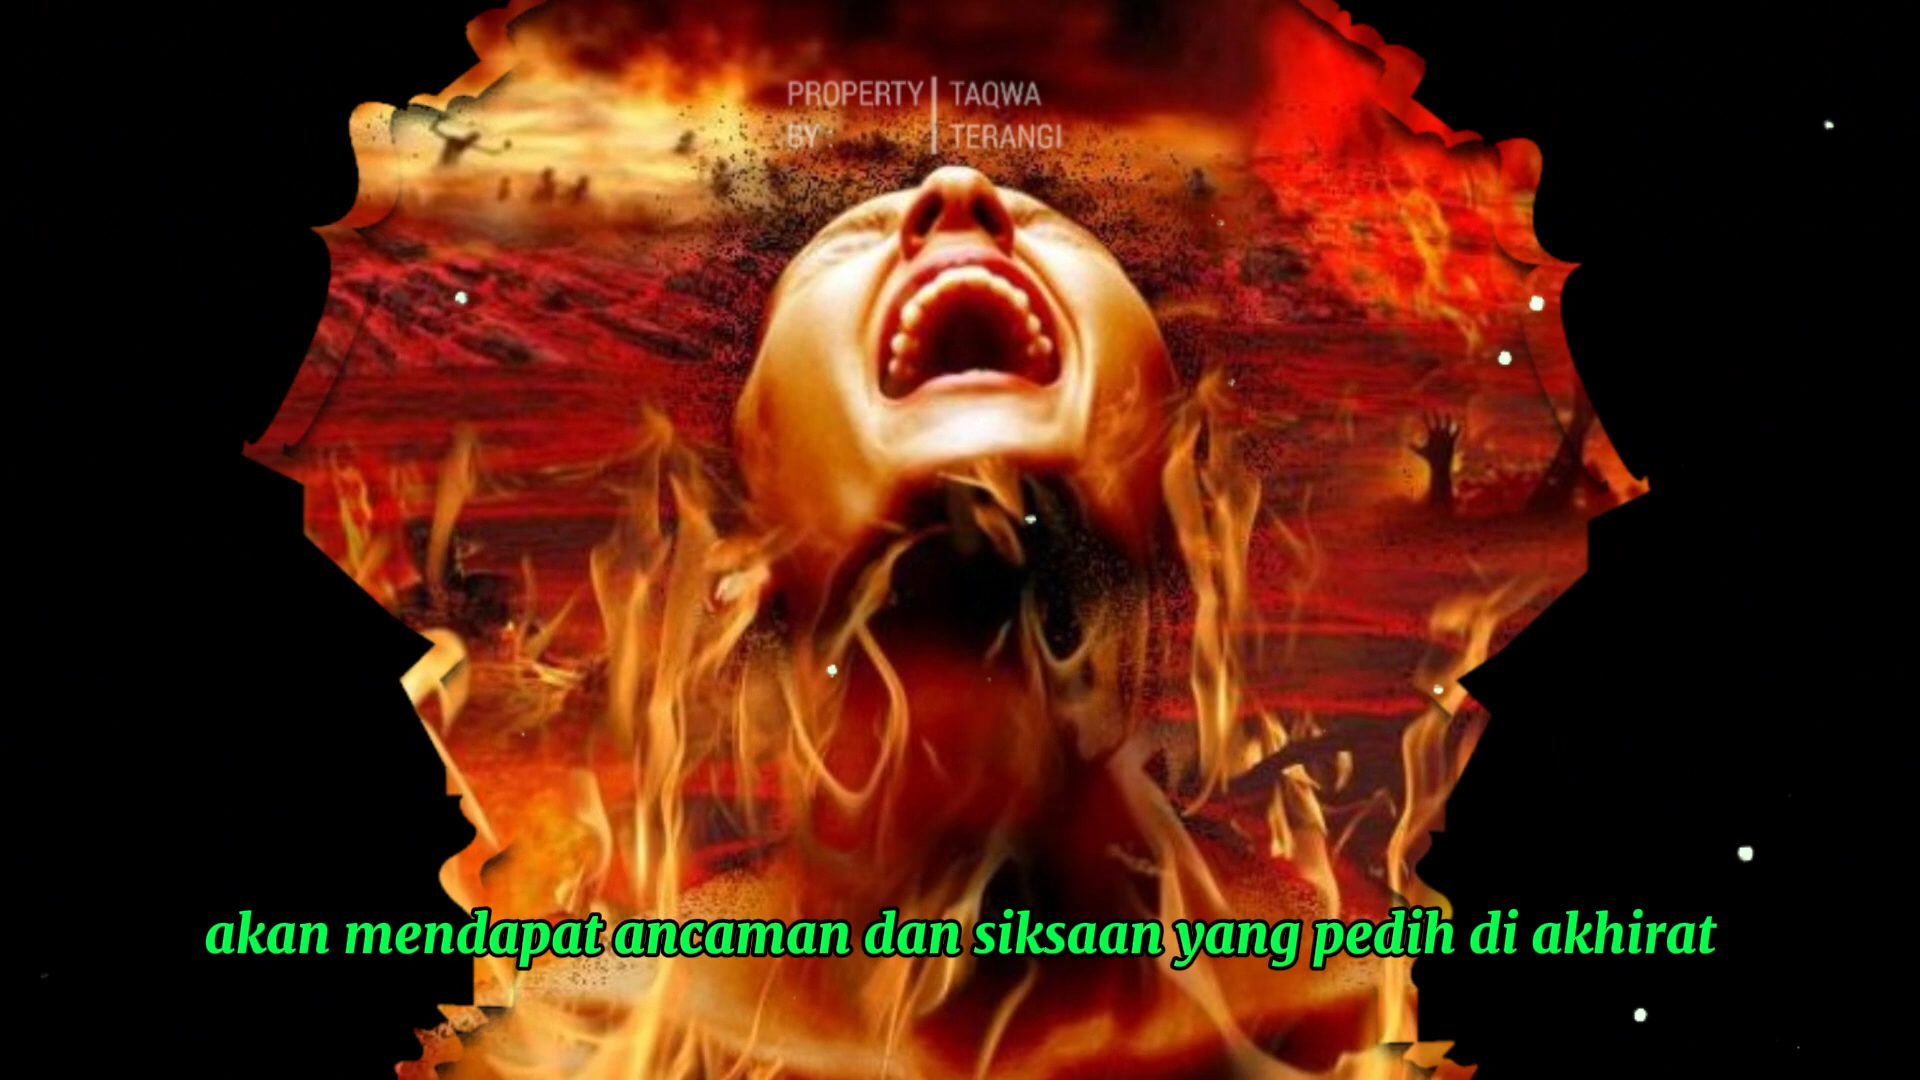 PROPERTY TAQWA
BY : TERANGI
akan mendapat ancaman dan siksaan yang pedih di akhirat